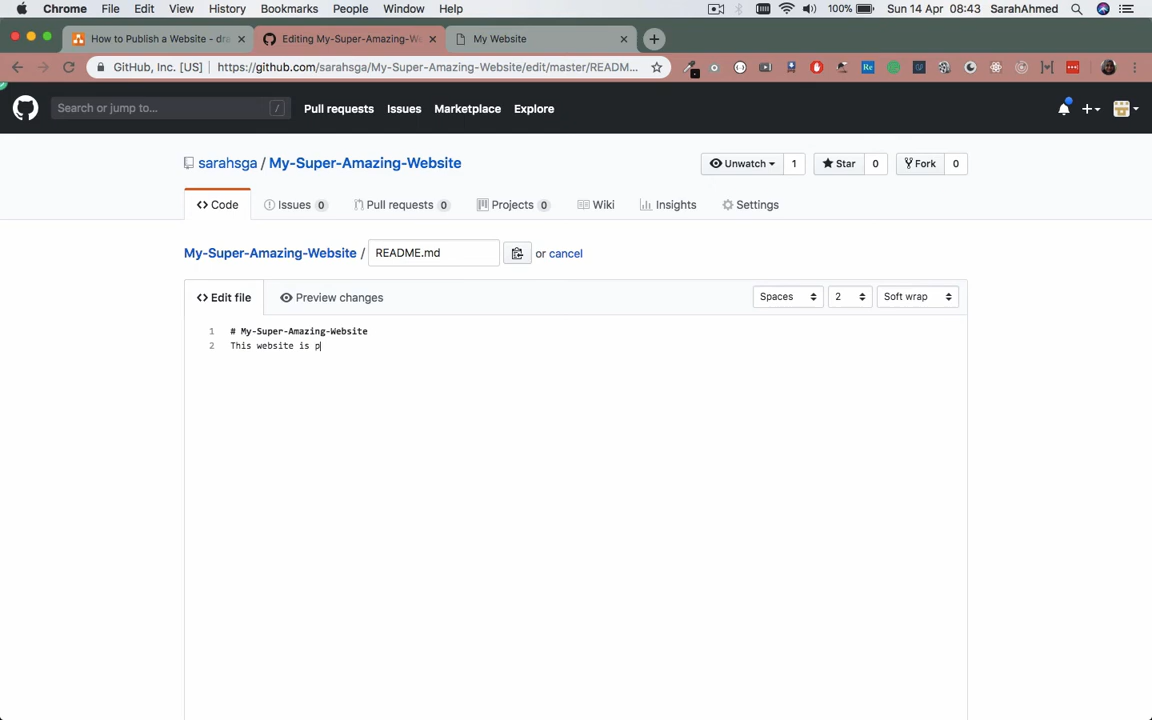 Chrome File Edit View History Bookmarks People Window Help 100% Sun 14 Apr 08:43 SarahAhmed
How to Publish a Website - dra
Editing My-Super-Amazing-W
My Website
GitHub, Inc. [US] https://github.com/sarahsga/My-Super-Amazing-Website/edit/master/READM...
Search or jump to... /
Pull requests Issues Marketplace Explore
sarahsga / My-Super-Amazing-Website
Unwatch 1 Star 0 Fork 0
Code Issues 0 Pull requests 0 Projects 0 Wiki Insights Settings
My-Super-Amazing-Website / README.md or cancel
Edit file Preview changes Spaces 2 Soft wrap
1 # My-Super-Amazing-Website
2 This website is p